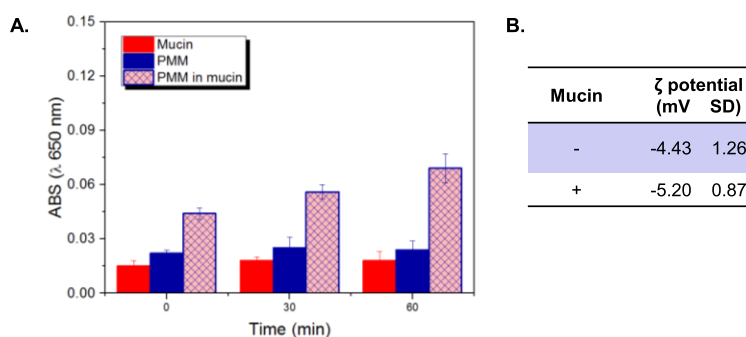 A.
0.15
0.12
0.09
0.06
0.03
0.00
ABS (λ 650 nm)
Mucin
PMM
PMM in mucin
0
30
60
Time (min)
B.
Mucin
ζ potential
(mV SD)
- -4.43 1.26
+ -5.20 0.87